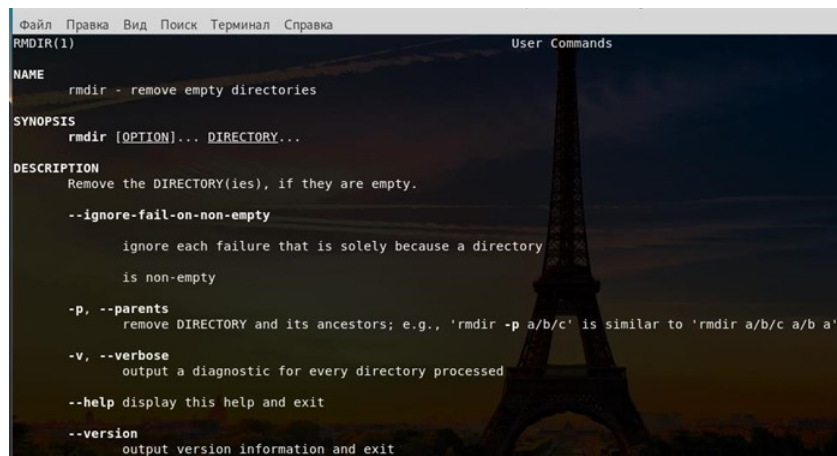 Файл Правка Вид Поиск Терминал Справка
RMDIR(1) User Commands
NAME
rmdir - remove empty directories
SYNOPSIS
rmdir [OPTION]... DIRECTORY...
DESCRIPTION
Remove the DIRECTORY(ies), if they are empty.
--ignore-fail-on-non-empty
ignore each failure that is solely because a directory
is non-empty
-p, --parents
remove DIRECTORY and its ancestors; e.g., 'rmdir -p a/b/c' is similar to 'rmdir a/b/c a/b a'
-v, --verbose
output a diagnostic for every directory processed
--help display this help and exit
--version
output version information and exit